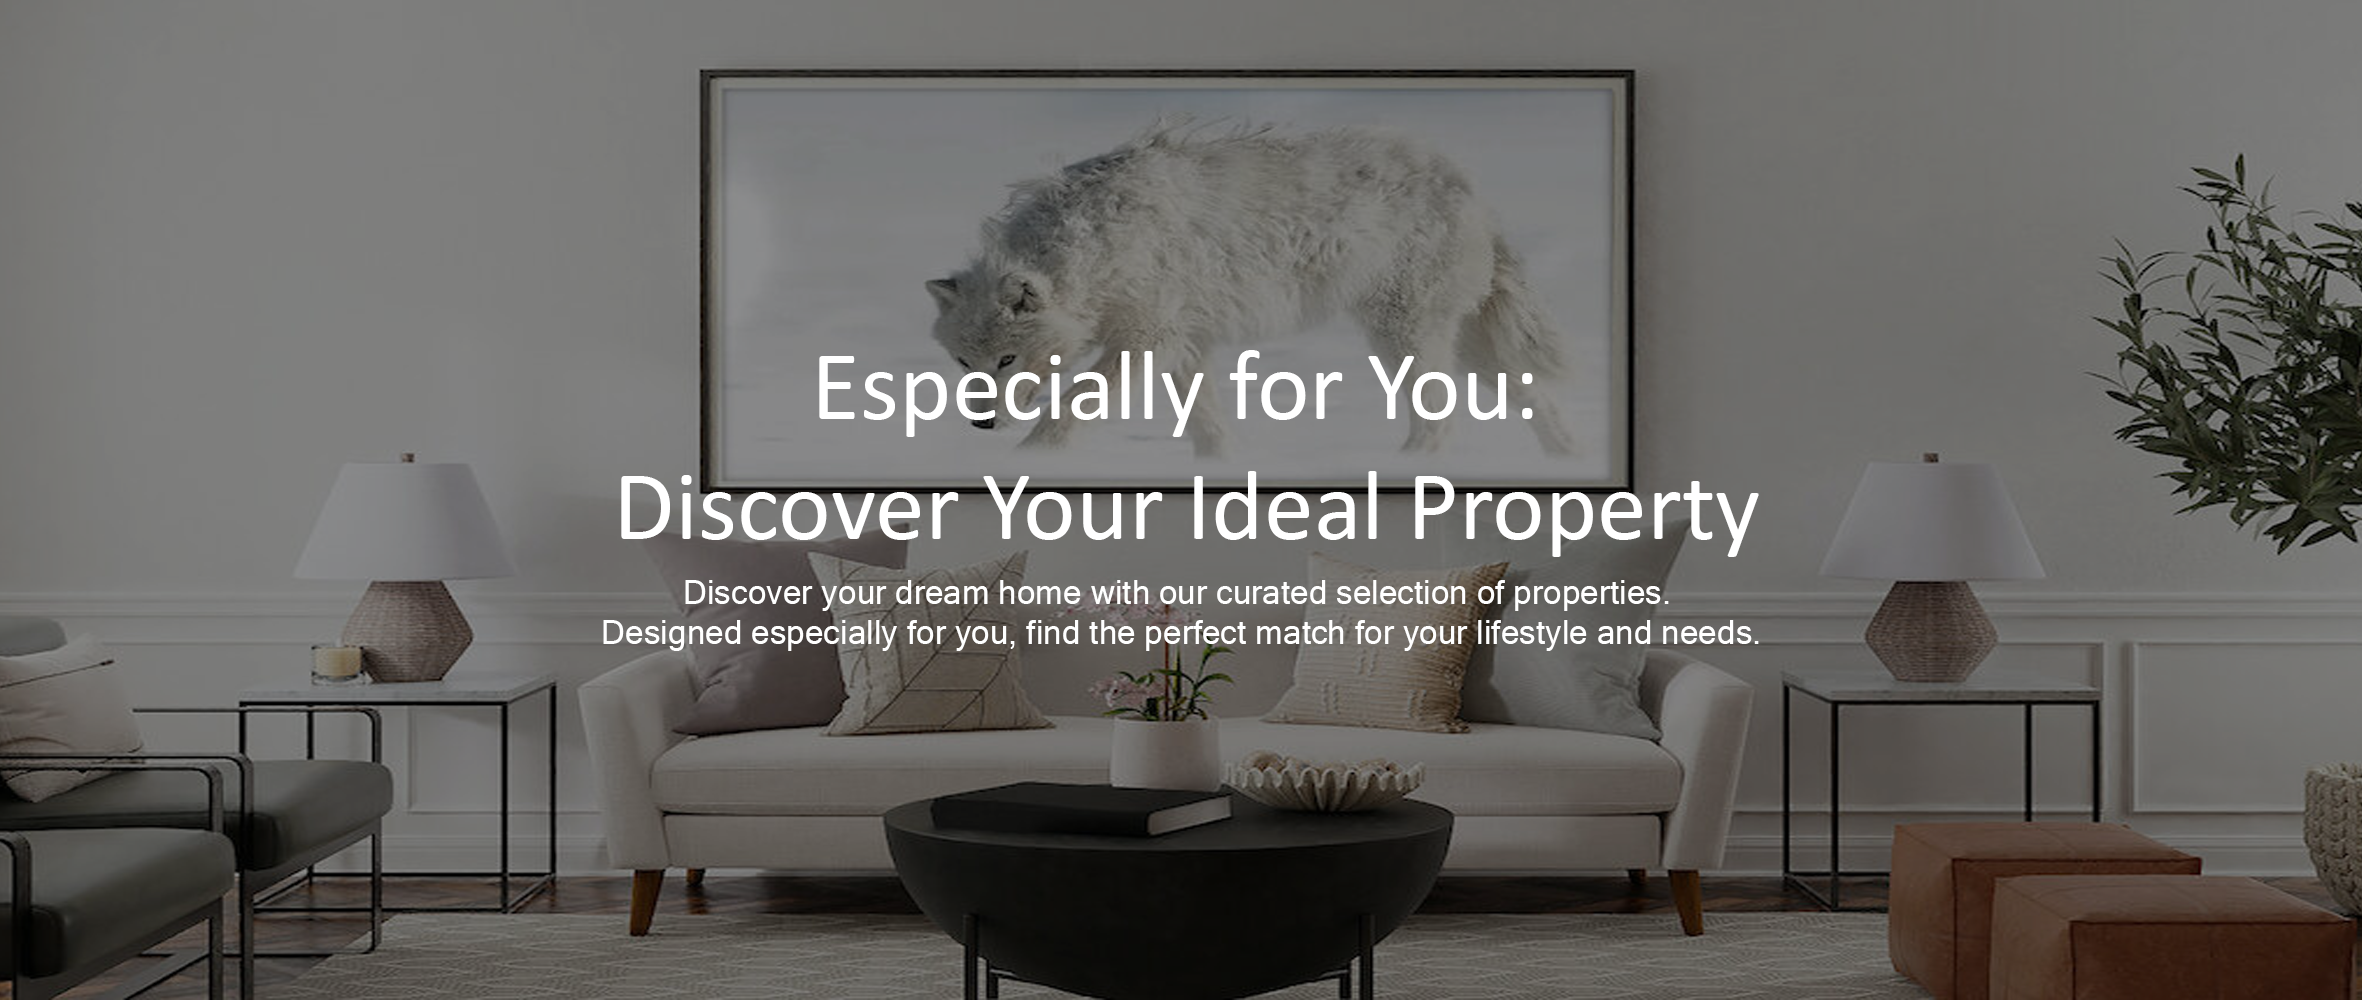 Especially for You:
Discover Your Ideal Property
Discover your dream home with our curated selection of properties.
Designed especially for you, find the perfect match for your lifestyle and needs.